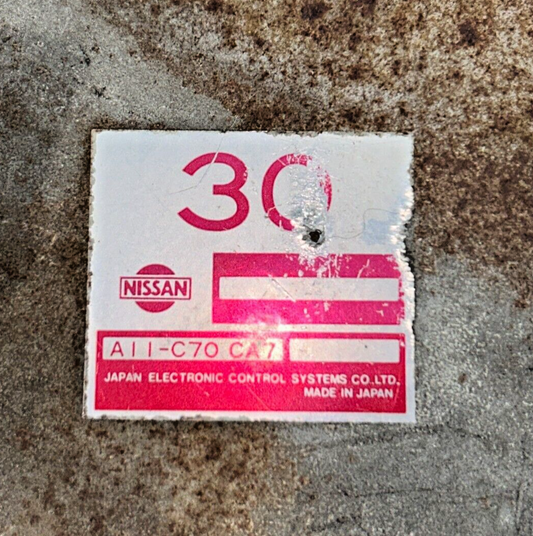 30
NISSAN
A11-C70 CA7
JAPAN ELECTRONIC CONTROL SYSTEMS CO.LTD.
MADE IN JAPAN